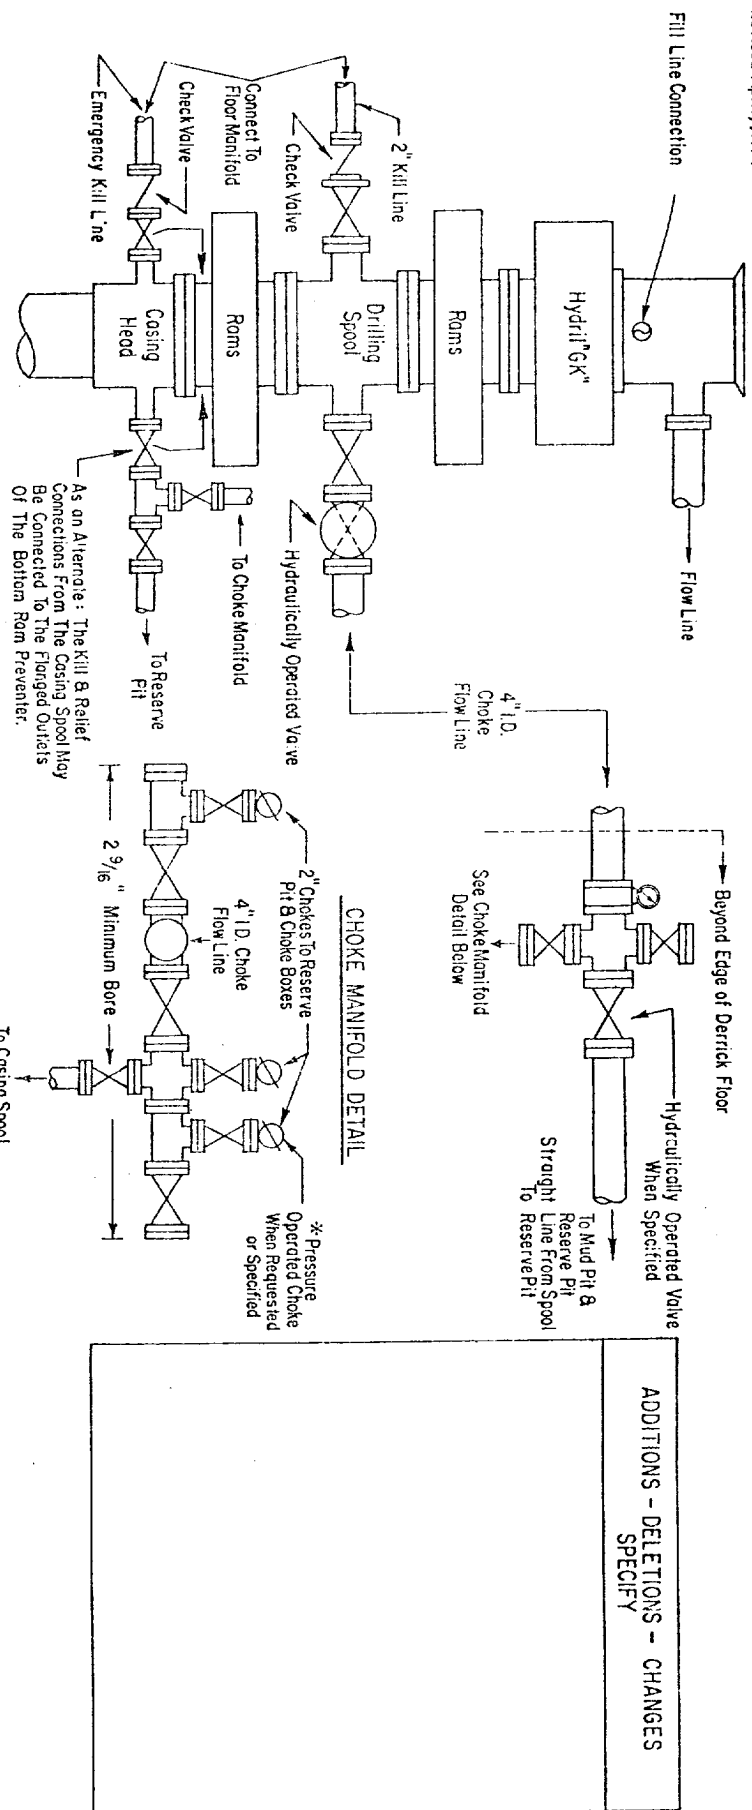 Fill Line Connection
Flow Line
Hydril "GK"
Rams
2" Kill Line
Check Valve
Drilling
Spool
Hydraulically Operated Valve
Connect To
Floor Manifold
Rams
Check Valve
Emergency Kill Line
Casing
Head
To Choke Manifold
To Reserve
Pit
As an Alternate: The Kill & Relief
Connections From The Casing Spool May
Be Connected To The Flanged Outlets
Of The Bottom Ram Preventer.
4" I.D.
Choke
Flow Line
Beyond Edge of Derrick Floor
Hydraulically Operated Valve
When Specified
To Mud Pit &
Reserve Pit
Straight Line From Spool
To Reserve Pit
See Choke Manifold
Detail Below
CHOKE MANIFOLD DETAIL
2" Chokes To Reserve
Pit & Choke Boxes
4" I.D. Choke
Flow Line
*Pressure
Operated Choke
When Requested
or Specified
2 9/16" Minimum Bore
To Casing Spool
ADDITIONS - DELETIONS - CHANGES
SPECIFY